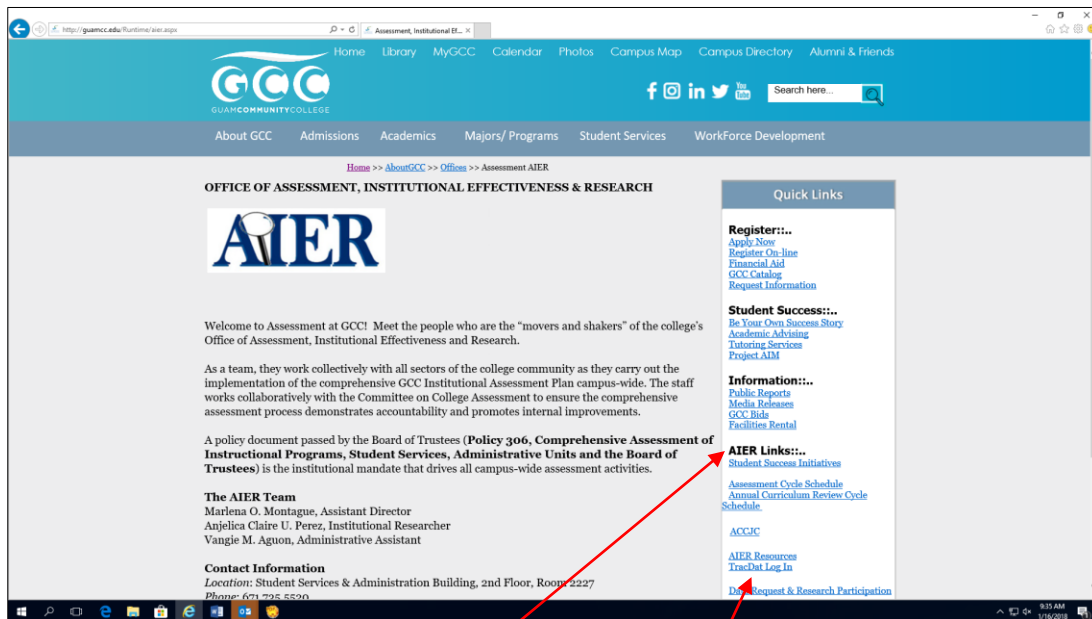 http://guamcc.edu/Runtime/aier.aspx
Assessment, Institutional Ef...
Home Library MyGCC Calendar Photos Campus Map Campus Directory Alumni & Friends
GCC
GUAMCOMMUNITYCOLLEGE
f in You Tube Search here...
About GCC Admissions Academics Majors/ Programs Student Services WorkForce Development
Home >> AboutGCC >> Offices >> Assessment AIER
OFFICE OF ASSESSMENT, INSTITUTIONAL EFFECTIVENESS & RESEARCH
AIER
Welcome to Assessment at GCC! Meet the people who are the “movers and shakers” of the college’s
Office of Assessment, Institutional Effectiveness and Research.
As a team, they work collectively with all sectors of the college community as they carry out the
implementation of the comprehensive GCC Institutional Assessment Plan campus-wide. The staff
works collaboratively with the Committee on College Assessment to ensure the comprehensive
assessment process demonstrates accountability and promotes internal improvements.
A policy document passed by the Board of Trustees (Policy 306, Comprehensive Assessment of
Instructional Programs, Student Services, Administrative Units and the Board of
Trustees) is the institutional mandate that drives all campus-wide assessment activities.
The AIER Team
Marlena O. Montague, Assistant Director
Anjelica Claire U. Perez, Institutional Researcher
Vangie M. Aguon, Administrative Assistant
Contact Information
Location: Student Services & Administration Building, 2nd Floor, Room 2227
Phone: 671 735 5520
Quick Links
Register::..
Apply Now
Register On-line
Financial Aid
GCC Catalog
Request Information
Student Success::..
Be Your Own Success Story
Academic Advising
Tutoring Services
Project AIM
Information::..
Public Reports
Media Releases
GCC Bids
Facilities Rental
AIER Links::..
Student Success Initiatives
Assessment Cycle Schedule
Annual Curriculum Review Cycle
Schedule
ACCJC
AIER Resources
TracDat Log In
Data Request & Research Participation
9:35 AM
1/16/2018